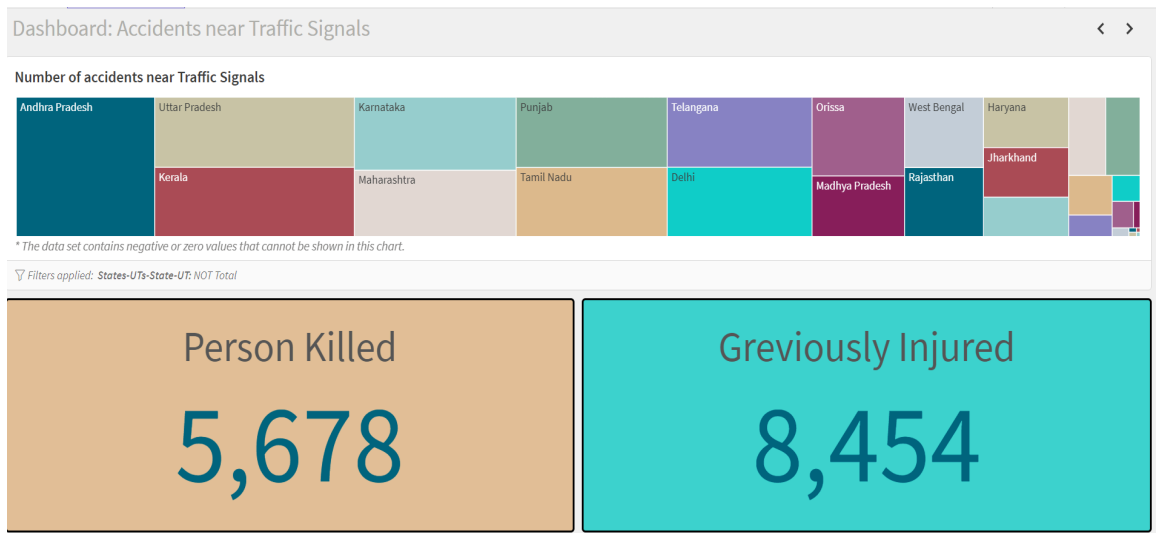 Dashboard: Accidents near Traffic Signals
Number of accidents near Traffic Signals
Andhra Pradesh
Uttar Pradesh
Karnataka
Punjab
Telangana
Orissa
West Bengal
Haryana
Jharkhand
Kerala
Maharashtra
Tamil Nadu
Delhi
Madhya Pradesh
Rajasthan
* The data set contains negative or zero values that cannot be shown in this chart.
Filters applied: States-UTs-State-UT: NOT Total
Person Killed
5,678
Greviously Injured
8,454